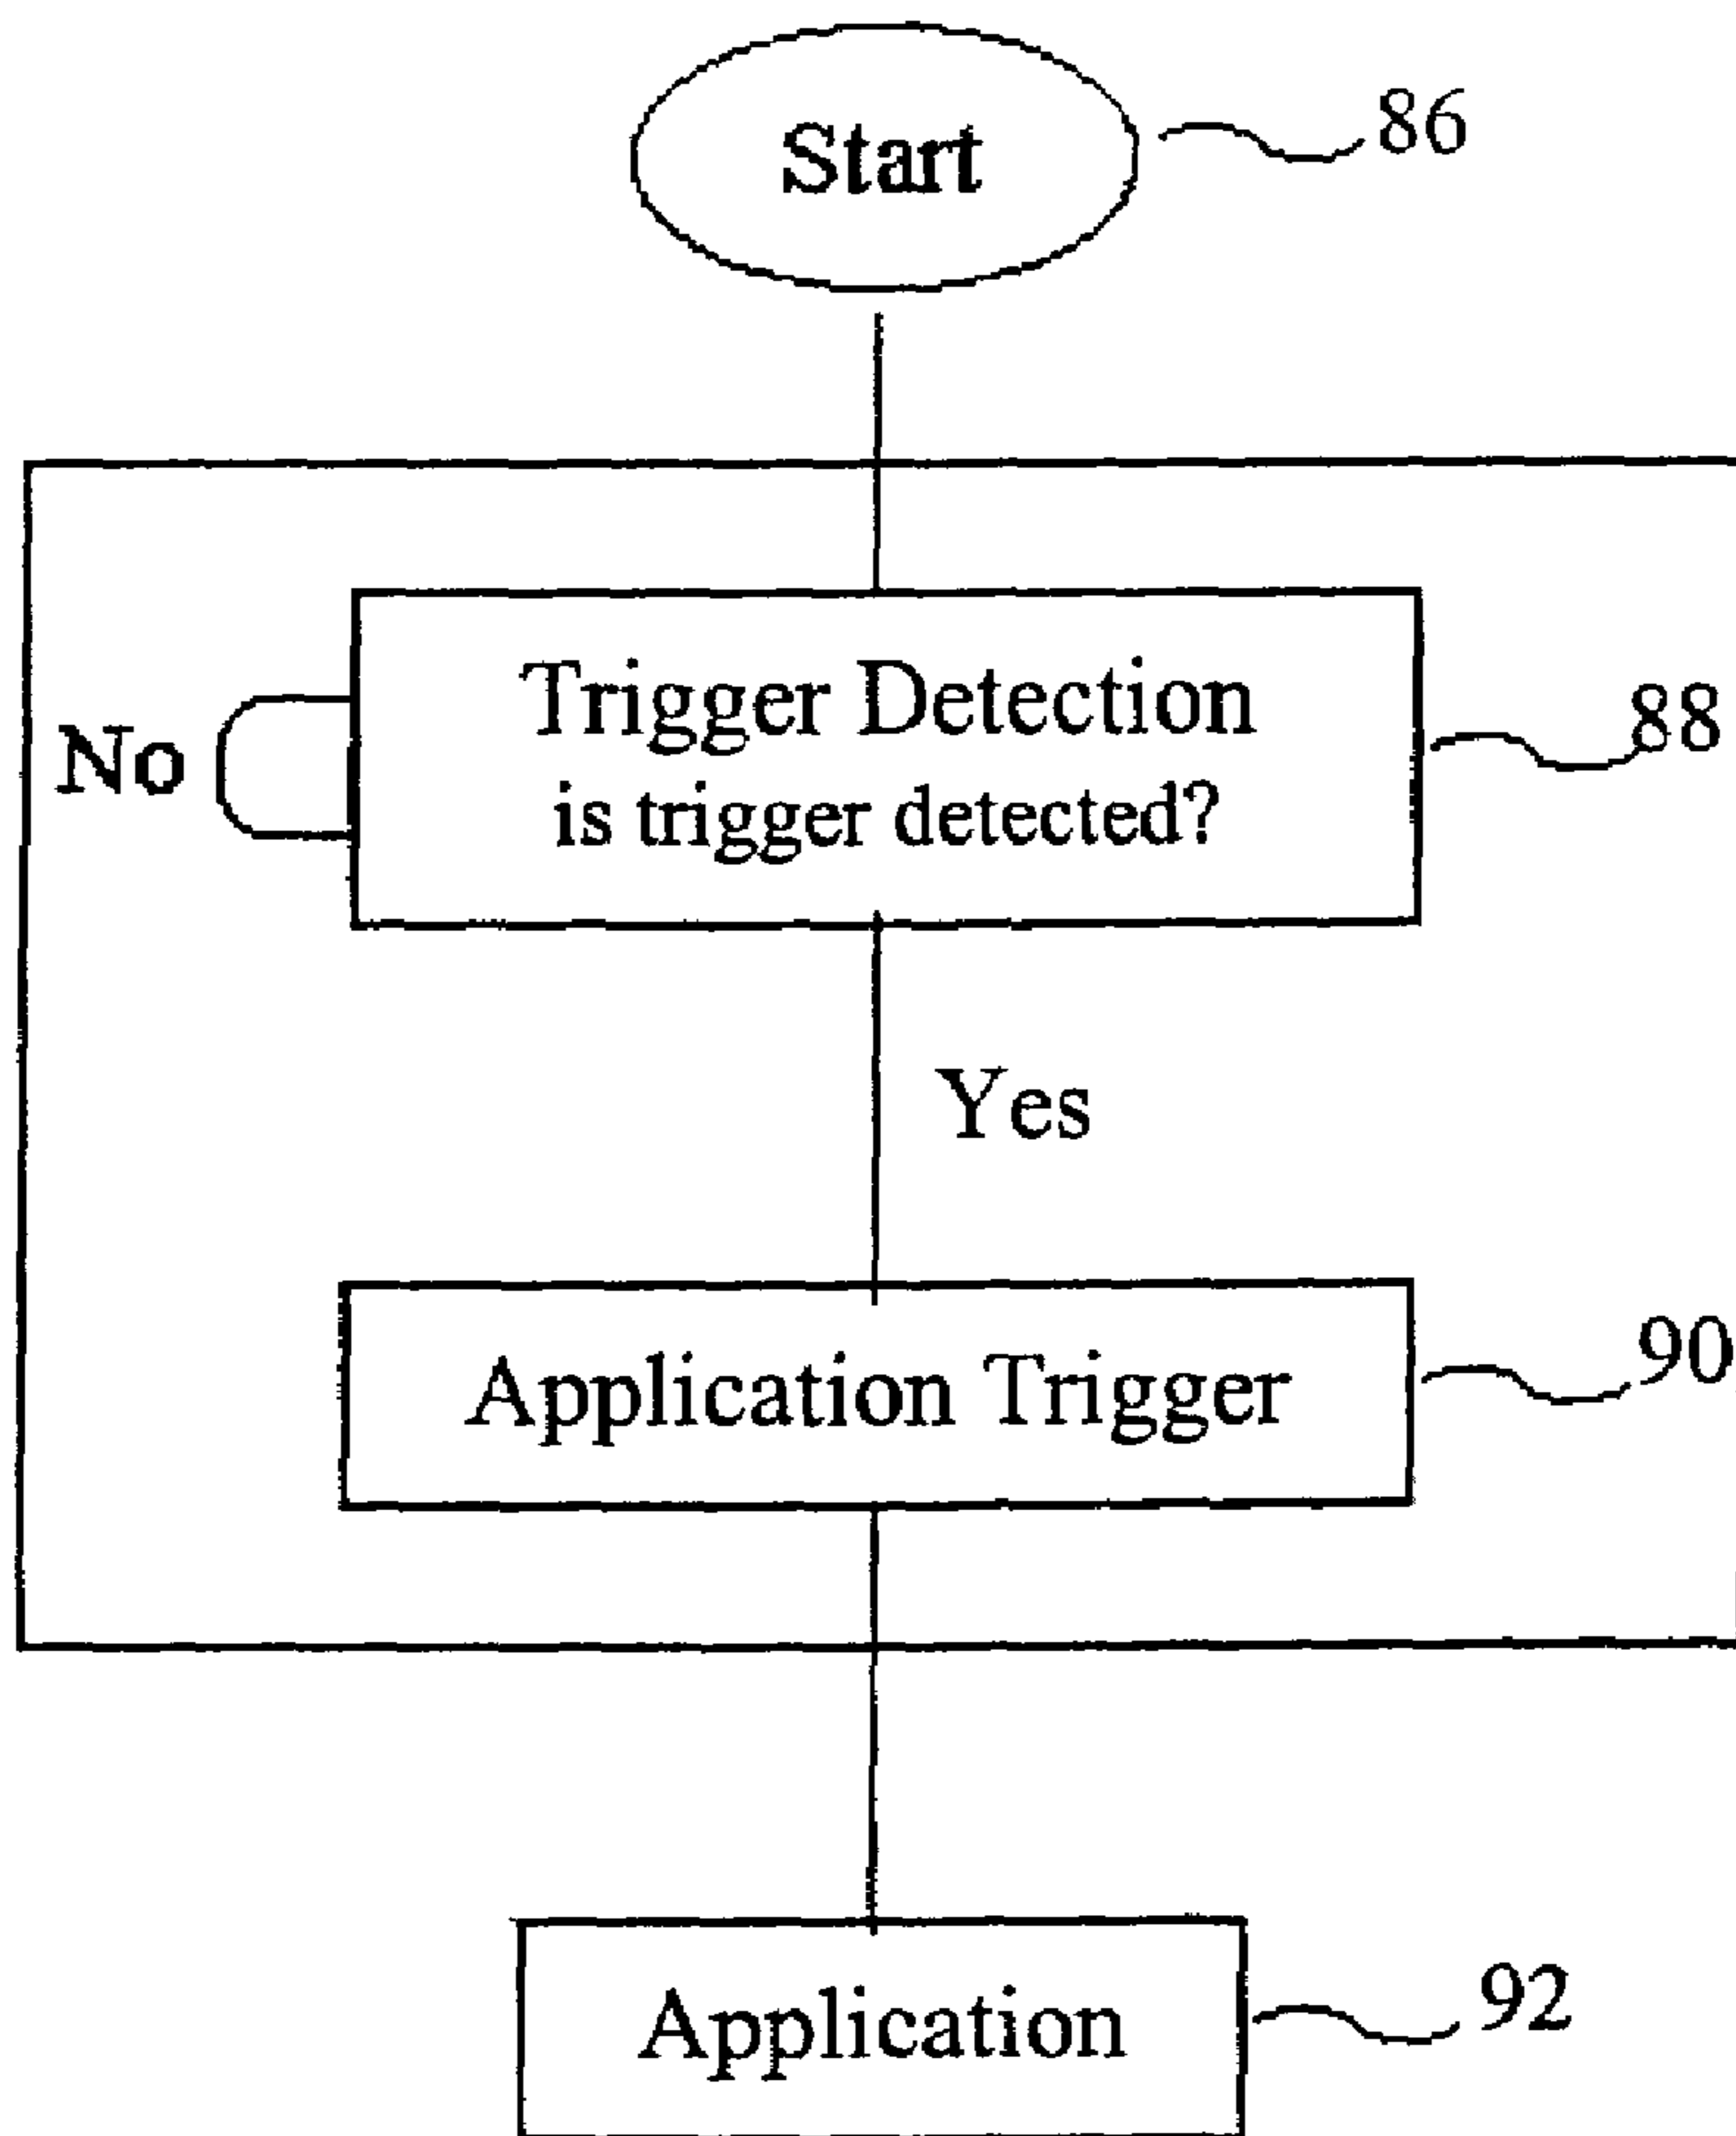 Start
86
Trigger Detection
is trigger detected?
88
No
Yes
Application Trigger
90
Application
92